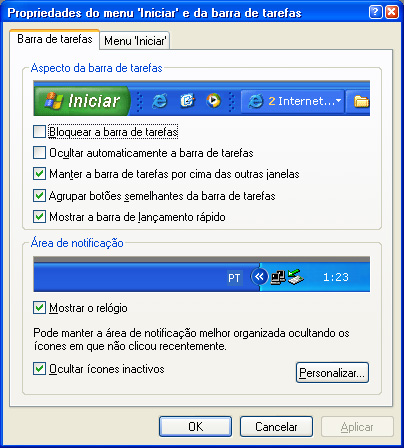 Propriedades do menu 'Iniciar' e da barra de tarefas
Barra de tarefas
Menu 'Iniciar'
Aspecto da barra de tarefas
Iniciar
2 Internet...
Bloquear a barra de tarefas
Ocultar automaticamente a barra de tarefas
Manter a barra de tarefas por cima das outras janelas
Agrupar botões semelhantes da barra de tarefas
Mostrar a barra de lançamento rápido
Área de notificação
PT
1:23
Mostrar o relógio
Pode manter a área de notificação melhor organizada ocultando os
ícones em que não clicou recentemente.
Ocultar ícones inactivos
Personalizar...
OK
Cancelar
Aplicar